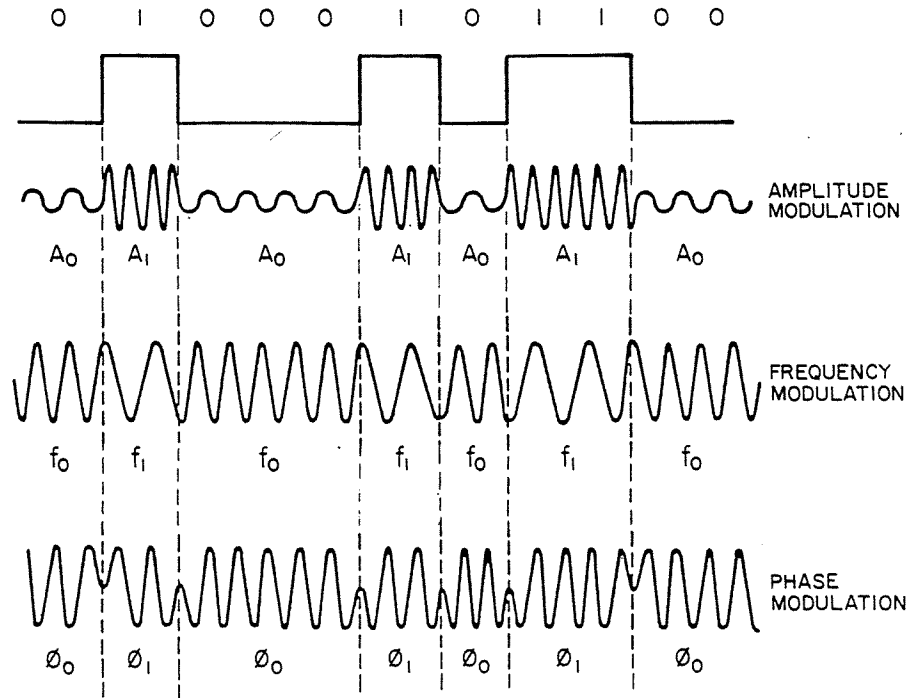 0 1 0 0 0 1 0 1 1 0 0
AMPLITUDE
MODULATION
A₀ A₁ A₀ A₁ A₀ A₁ A₀
FREQUENCY
MODULATION
f₀ f₁ f₀ f₁ f₀ f₁ f₀
PHASE
MODULATION
Ø₀ Ø₁ Ø₀ Ø₁ Ø₀ Ø₁ Ø₀